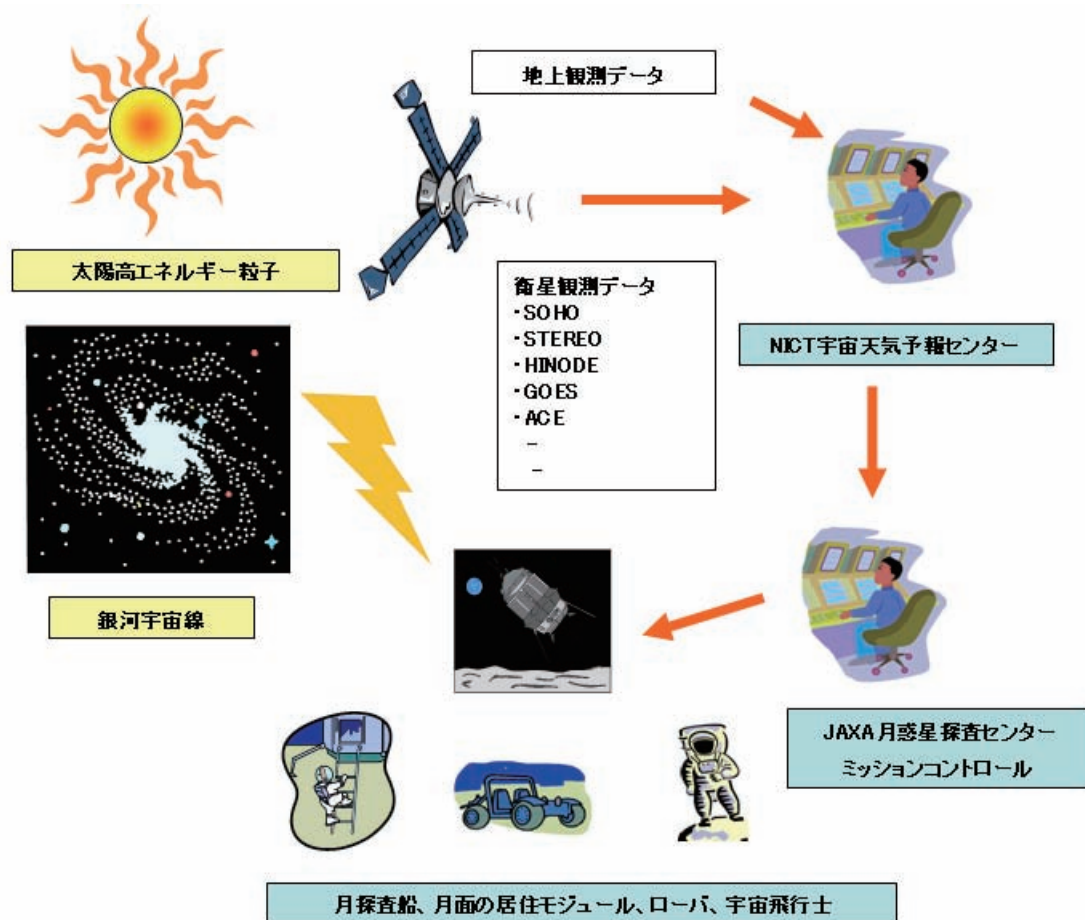 地上観測データ
太陽高エネルギー粒子
衛星観測データ
・SOHO
・STEREO
・HINODE
・GOES
・ACE
–
–
NICT宇宙天気予報センター
銀河宇宙線
JAXA月惑星探査センター
ミッションコントロール
月探査船、月面の居住モジュール、ローバ、宇宙飛行士